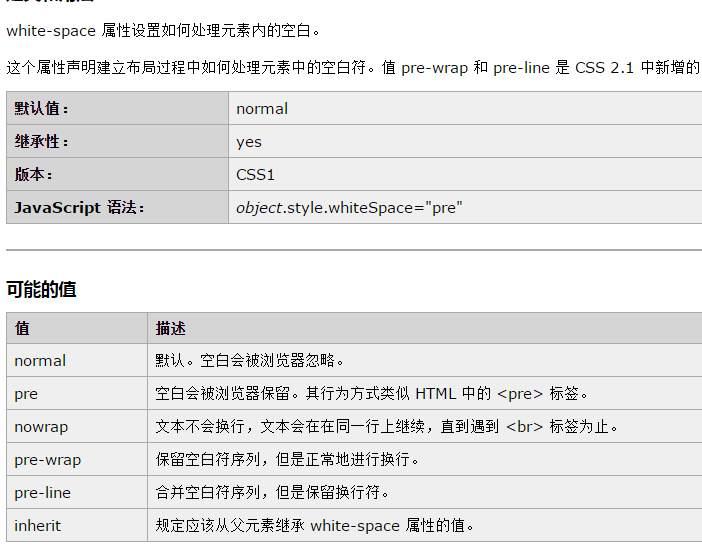 white-space 属性设置如何处理元素内的空白。
这个属性声明建立布局过程中如何处理元素中的空白符。值 pre-wrap 和 pre-line 是 CSS 2.1 中新增的
默认值： normal
继承性： yes
版本： CSS1
JavaScript 语法： object.style.whiteSpace="pre"
可能的值
值 描述
normal 默认。空白会被浏览器忽略。
pre 空白会被浏览器保留。其行为方式类似 HTML 中的 <pre> 标签。
nowrap 文本不会换行，文本会在在同一行上继续，直到遇到 <br> 标签为止。
pre-wrap 保留空白符序列，但是正常地进行换行。
pre-line 合并空白符序列，但是保留换行符。
inherit 规定应该从父元素继承 white-space 属性的值。